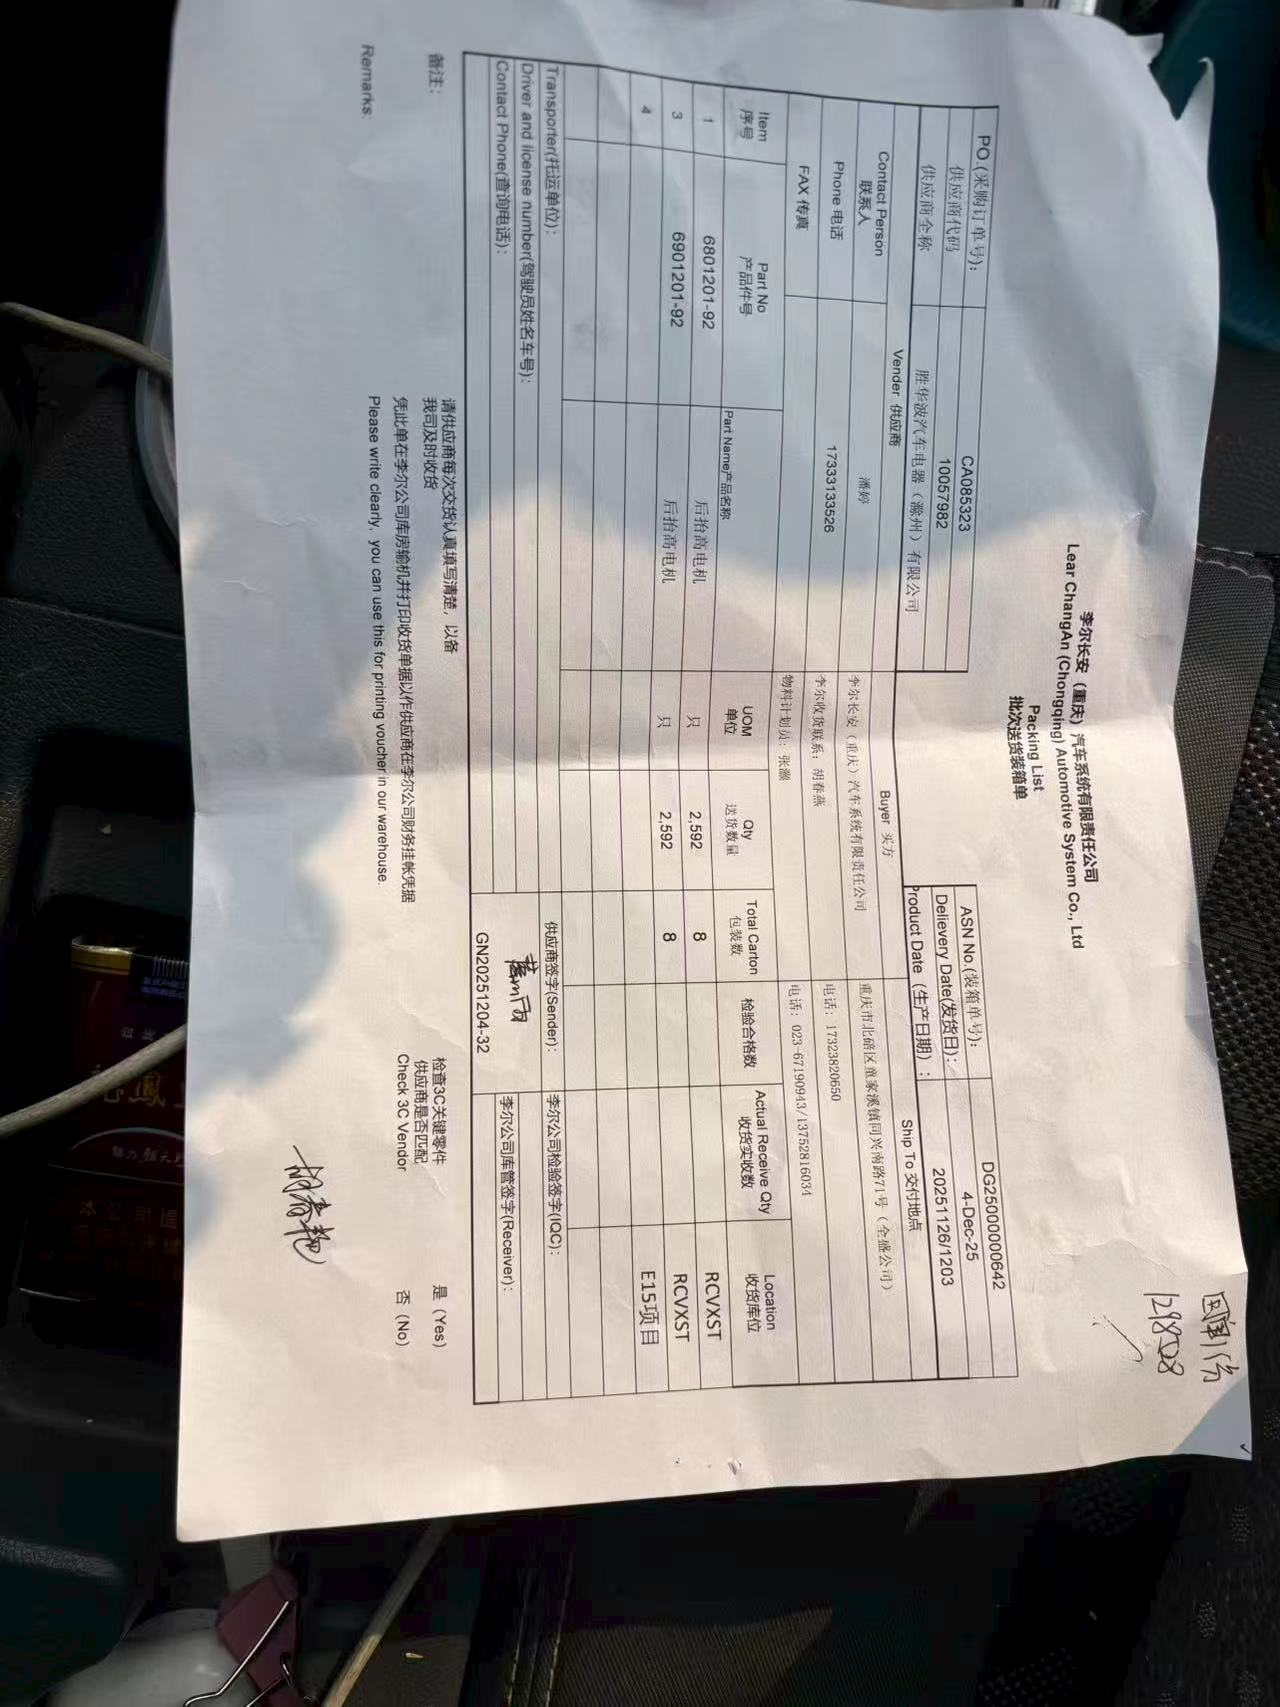 李尔长安（重庆）汽车系统有限责任公司
Lear ChangAn (Chongqing) Automotive System Co., Ltd
Packing List
批次送货装箱单
PO.(采购订单号): CA085323 ASN No.(装箱单号): DG2500000642
供应商代码 10057982 Delievery Date(发货日): 4-Dec-25
供应商全称 胜华波汽车电器（滁州）有限公司 Product Date（生产日期）: 20251126/1203
Vender 供应商 Buyer 买方 Ship To 交付地点
Contact Person 联系人 潘婷 李尔长安（重庆）汽车系统有限责任公司 重庆市北碚区童家溪镇同兴南路71号（全盛公司）
Phone 电话 17333133526 李尔收货联系：胡春燕 电话：17323820650
FAX 传真 物料计划员：张灏 电话：023-67190943/13752816034
Item 序号 Part No 产品件号 Part Name产品名称 UOM 单位 Qty 送货数量 Total Carton 包装数 检验合格数 Actual Receive Qty 收货实收数 Location 收货库位
1 6801201-92 后抬高电机 只 2,592 8 RCVXST
3 6901201-92 后抬高电机 只 2,592 8 RCVXST
4 E15项目
Transporter(托运单位): 供应商签字(Sender): 李尔公司检验签字(IQC):
Driver and license number(驾驶员姓名车号):
Contact Phone(查询电话): GN20251204-32 李尔公司库管签字(Receiver):
备注： 请供应商每次交货认真填写清楚，以备
我司及时收货
凭此单在李尔公司库房输机并打印收货单据以作供应商在李尔公司财务挂帐凭据
Remarks: Please write clearly, you can use this for printing voucher in our warehouse.
检查3C关键零件 是（Yes）
供应商是否匹配
Check 3C Vendor 否（No）
胡春艳